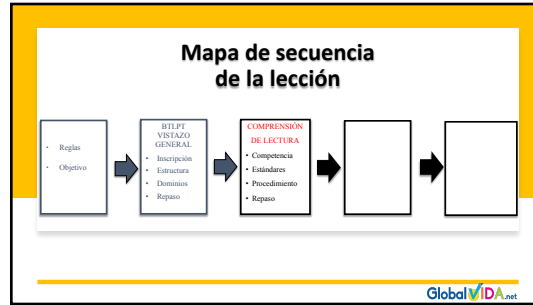 Mapa de secuencia
de la lección
• Reglas
• Objetivo
BTLPT
VISTAZO
GENERAL
• Inscripción
• Estructura
• Dominios
• Repaso
COMPRENSIÓN
DE LECTURA
• Competencia
• Estándares
• Procedimiento
• Repaso
GlobalVIDA.net